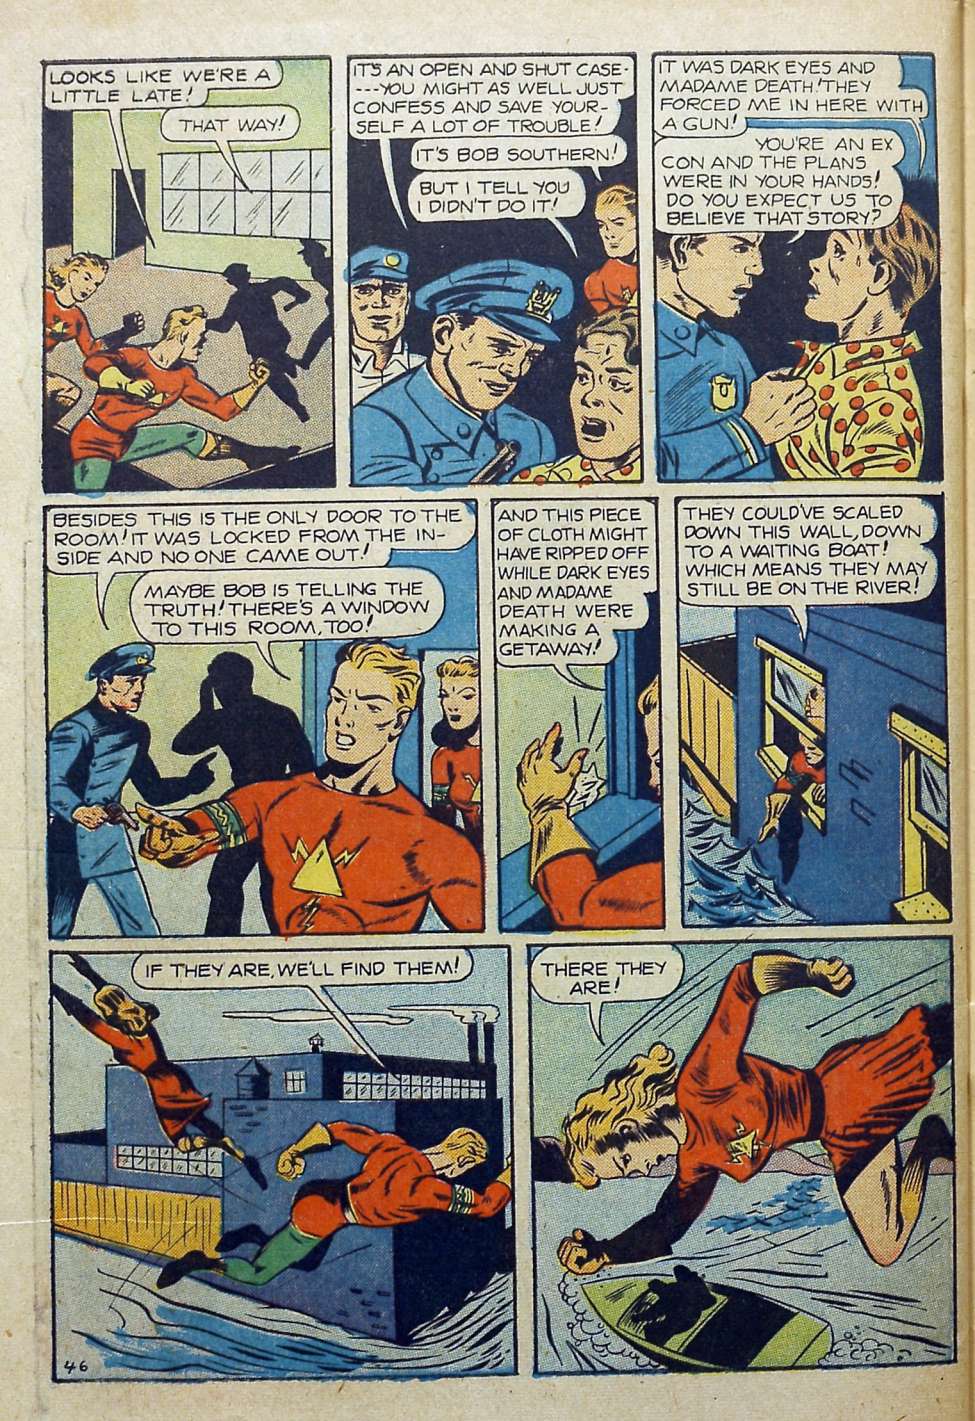 LOOKS LIKE WE'RE A
LITTLE LATE!
THAT WAY!
IT'S AN OPEN AND SHUT CASE-
---YOU MIGHT AS WELL JUST
CONFESS AND SAVE YOUR-
SELF A LOT OF TROUBLE!
IT'S BOB SOUTHERN!
BUT I TELL YOU
I DIDN'T DO IT!
IT WAS DARK EYES AND
MADAME DEATH! THEY
FORCED ME IN HERE WITH
A GUN!
YOU'RE AN EX
CON AND THE PLANS
WERE IN YOUR HANDS!
DO YOU EXPECT US TO
BELIEVE THAT STORY?
BESIDES THIS IS THE ONLY DOOR TO THE
ROOM! IT WAS LOCKED FROM THE IN-
SIDE AND NO ONE CAME OUT!
MAYBE BOB IS TELLING THE
TRUTH! THERE'S A WINDOW
TO THIS ROOM, TOO!
AND THIS PIECE
OF CLOTH MIGHT
HAVE RIPPED OFF
WHILE DARK EYES
AND MADAME
DEATH WERE
MAKING A
GETAWAY!
THEY COULD'VE SCALED
DOWN THIS WALL, DOWN
TO A WAITING BOAT!
WHICH MEANS THEY MAY
STILL BE ON THE RIVER!
IF THEY ARE, WE'LL FIND THEM!
THERE THEY
ARE!
46